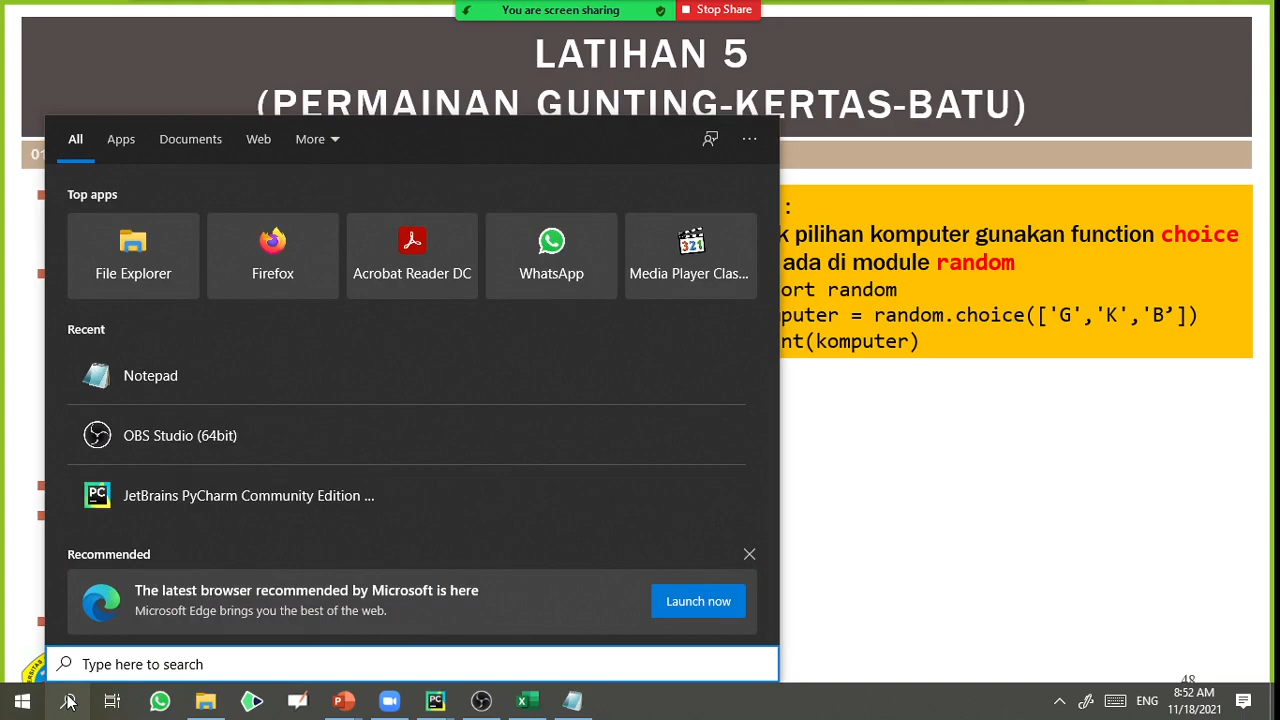 You are screen sharing
Stop Share
LATIHAN 5
(PERMAINAN GUNTING-KERTAS-BATU)
All Apps Documents Web More
Top apps
File Explorer Firefox Acrobat Reader DC WhatsApp Media Player Clas...
Recent
Notepad
OBS Studio (64bit)
JetBrains PyCharm Community Edition ...
Recommended
The latest browser recommended by Microsoft is here
Microsoft Edge brings you the best of the web.
Launch now
Type here to search
:
k pilihan komputer gunakan function choice
ada di module random
ort random
puter = random.choice(['G','K','B’])
nt(komputer)
48
ENG
8:52 AM
11/18/2021